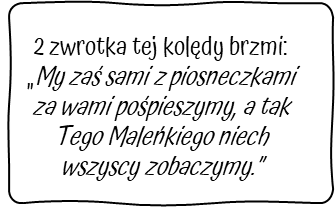 2 zwrotka tej kolędy brzmi:
„My zaś sami z piosneczkami
za wami pośpieszymy, a tak
Tego Maleńkiego niech
wszyscy zobaczymy.”